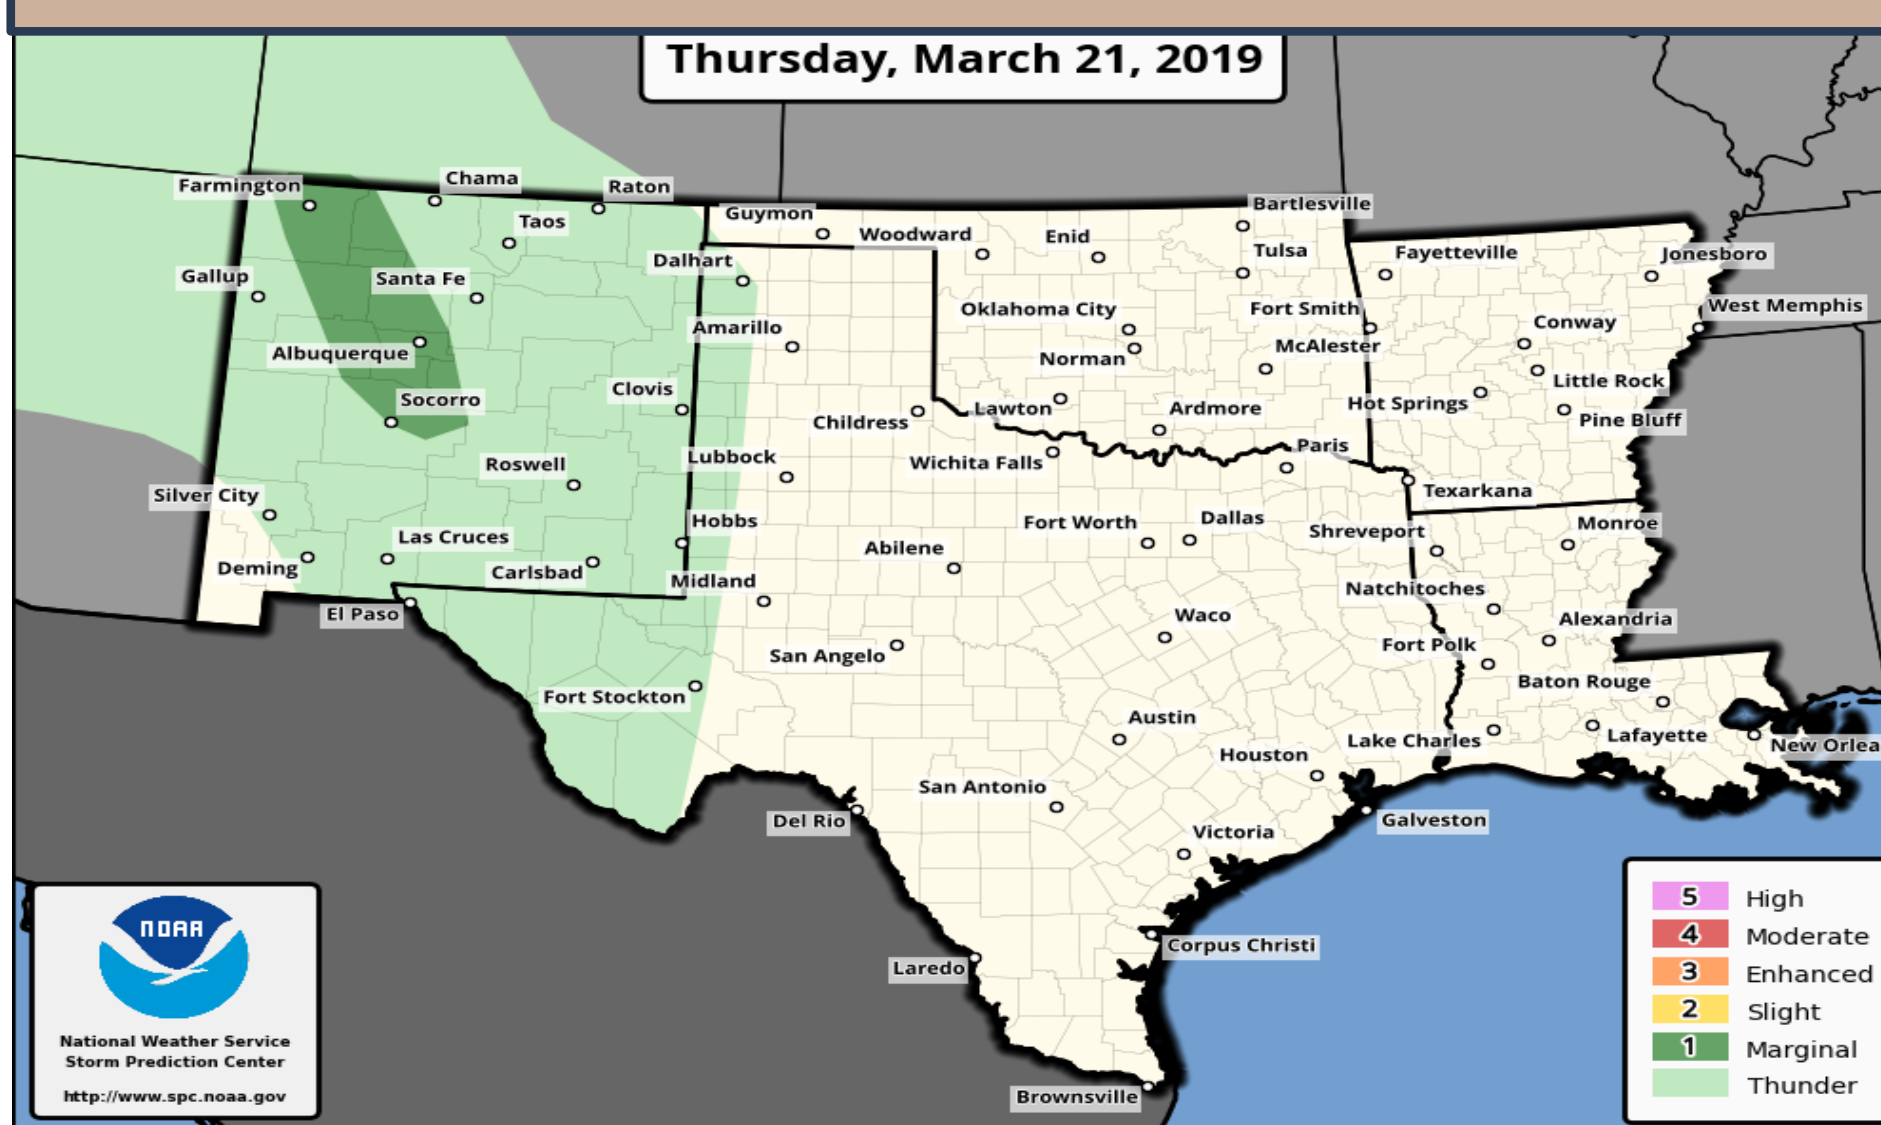 Thursday, March 21, 2019
Farmington
Chama
Raton
Taos
Guymon
Woodward
Enid
Bartlesville
Tulsa
Fayetteville
Jonesboro
Gallup
Santa Fe
Dalhart
Amarillo
Oklahoma City
Fort Smith
Conway
West Memphis
Albuquerque
Norman
McAlester
Little Rock
Socorro
Clovis
Childress
Lawton
Ardmore
Hot Springs
Pine Bluff
Roswell
Lubbock
Wichita Falls
Paris
Texarkana
Silver City
Las Cruces
Hobbs
Abilene
Fort Worth
Dallas
Shreveport
Monroe
Deming
Carlsbad
Midland
Natchitoches
El Paso
San Angelo
Waco
Fort Polk
Alexandria
Fort Stockton
Austin
Baton Rouge
Houston
Lake Charles
Lafayette
New Orlea
San Antonio
Del Rio
Victoria
Galveston
Corpus Christi
Laredo
Brownsville
NOAA
National Weather Service
Storm Prediction Center
http://www.spc.noaa.gov
5 High
4 Moderate
3 Enhanced
2 Slight
1 Marginal
Thunder